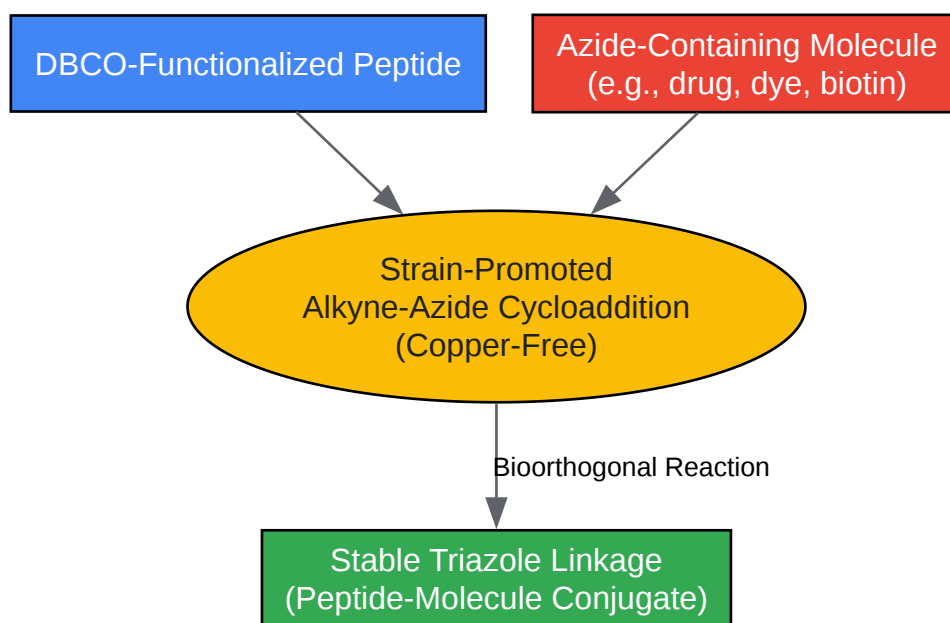 DBCO-Functionalized Peptide
Azide-Containing Molecule
(e.g., drug, dye, biotin)
Strain-Promoted
Alkyne-Azide Cycloaddition
(Copper-Free)
Bioorthogonal Reaction
Stable Triazole Linkage
(Peptide-Molecule Conjugate)